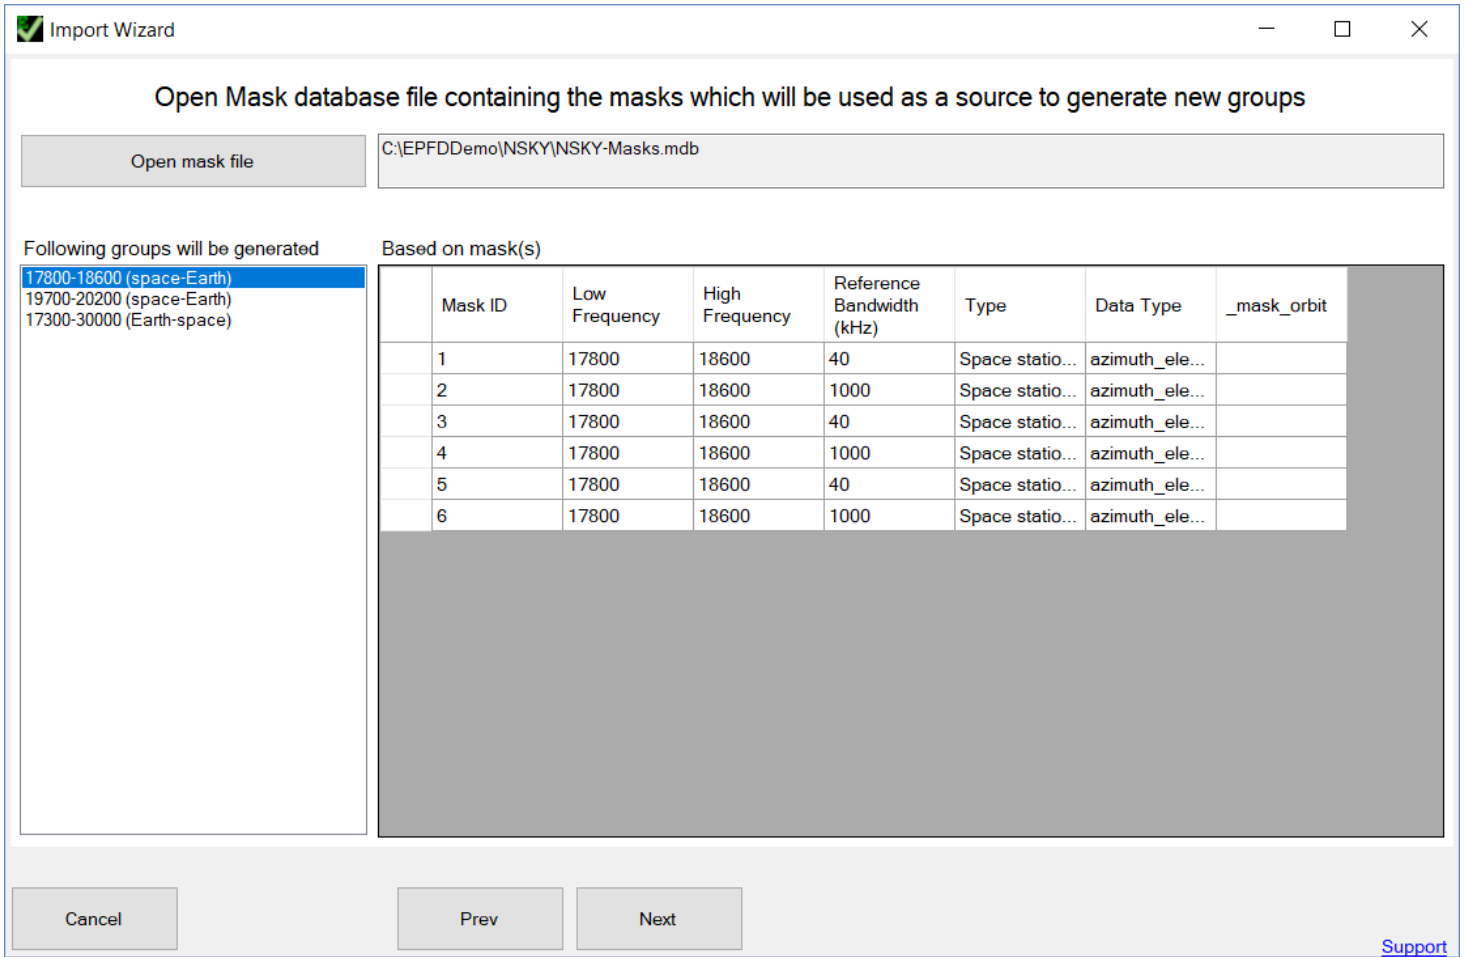 Import Wizard
Open Mask database file containing the masks which will be used as a source to generate new groups
Open mask file
C:\EPFDDemo\NSKY\NSKY-Masks.mdb
Following groups will be generated
17800-18600 (space-Earth)
19700-20200 (space-Earth)
17300-30000 (Earth-space)
Based on mask(s)
Mask ID Low Frequency High Frequency Reference Bandwidth (kHz) Type Data Type _mask_orbit
1 17800 18600 40 Space statio... azimuth_ele...
2 17800 18600 1000 Space statio... azimuth_ele...
3 17800 18600 40 Space statio... azimuth_ele...
4 17800 18600 1000 Space statio... azimuth_ele...
5 17800 18600 40 Space statio... azimuth_ele...
6 17800 18600 1000 Space statio... azimuth_ele...
Cancel Prev Next
Support